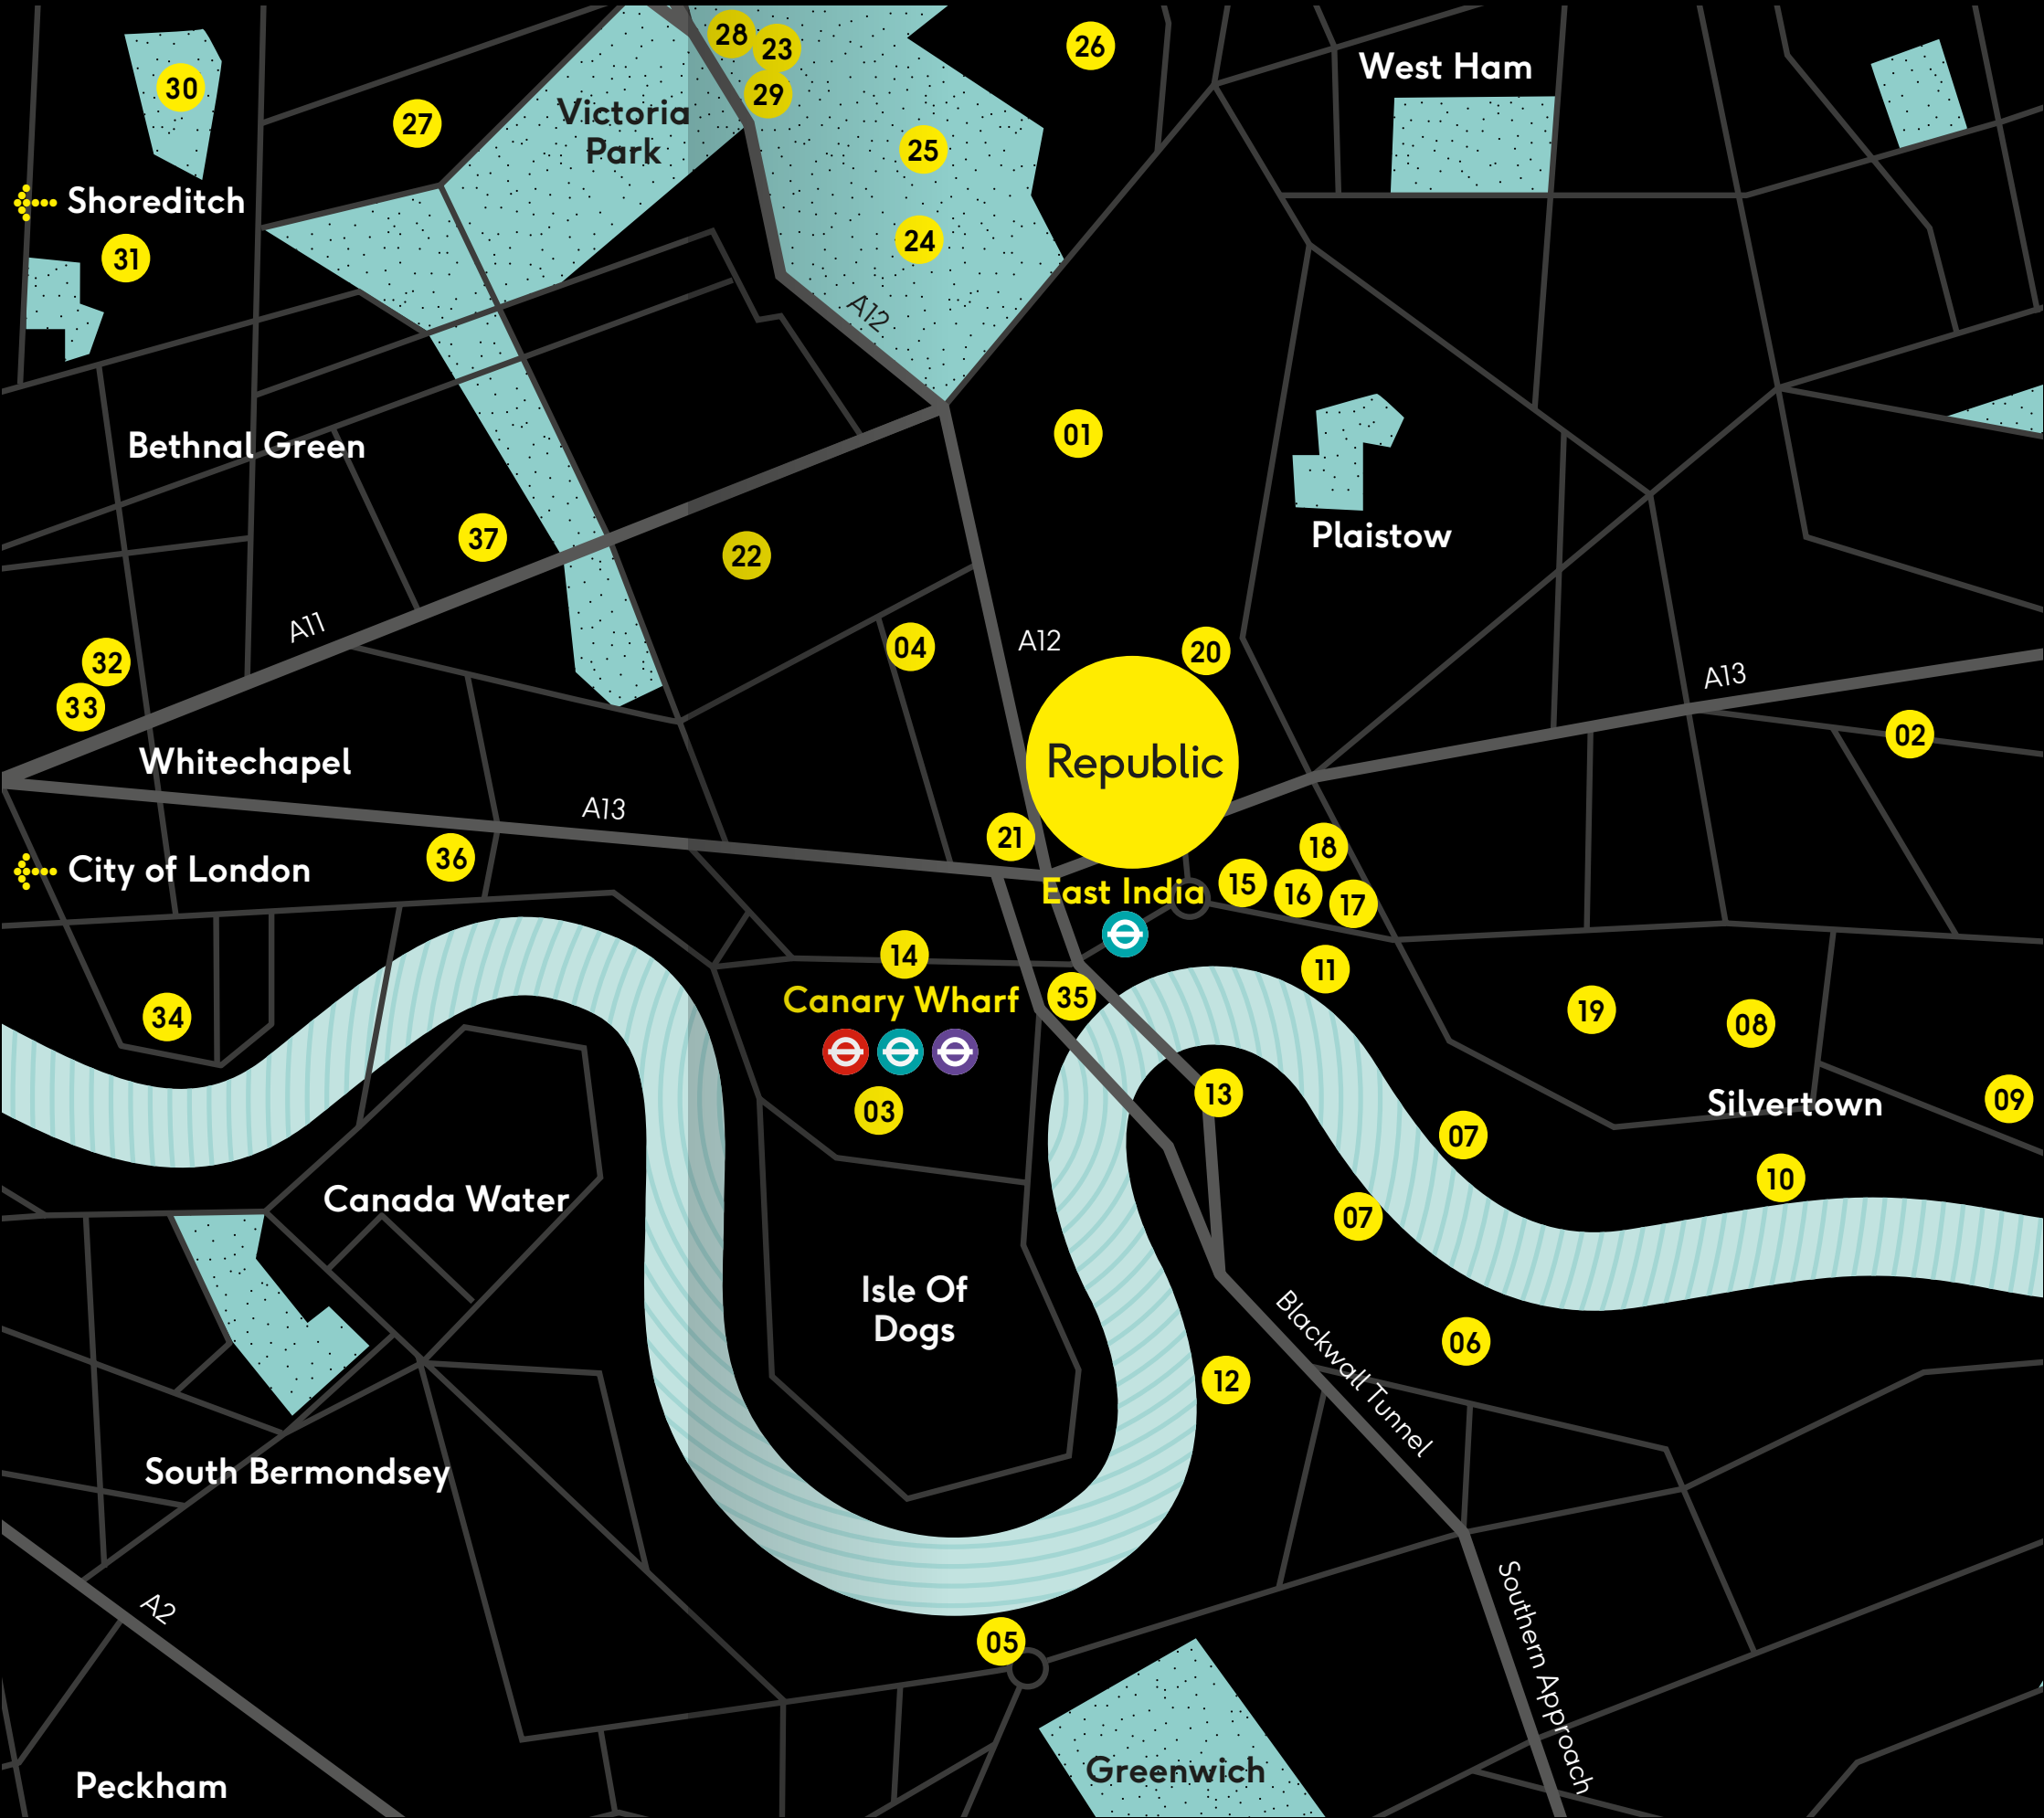 28
23
26
West Ham
30
29
27
Victoria
Park
25
Shoreditch
24
31
A12
01
Bethnal Green
37
Plaistow
22
A11
04
A12
20
32
33
A13
02
Whitechapel
Republic
A13
21
18
36
City of London
East India
15
16
17
14
11
Canary Wharf
35
34
19
08
03
13
Silvertown
09
07
10
Canada Water
07
Isle Of
Dogs
Blackwall Tunnel
06
12
South Bermondsey
A2
Southern Approach
05
Greenwich
Peckham